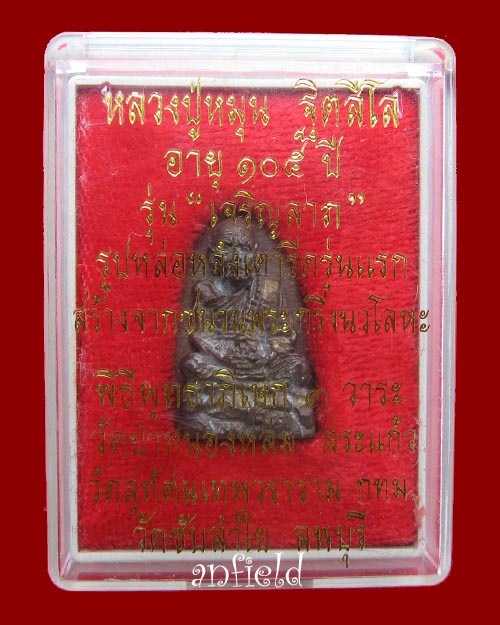 หลวงปู่หมุน ฐิตสีโล
อายุ ๑๐๕ ปี
รุ่น "เจริญลาภ"
รูปหล่อหลังเตารีดรุ่นแรก
สร้างจากชนวนพระกริ่งนวโลหะ
พิธีพุทธาภิเษก ๓ วาระ
วัดป่าหนองหล่ม สระแก้ว
วัดสุทัศนเทพวราราม กทม.
วัดซับลำใย ลพบุรี
anfield